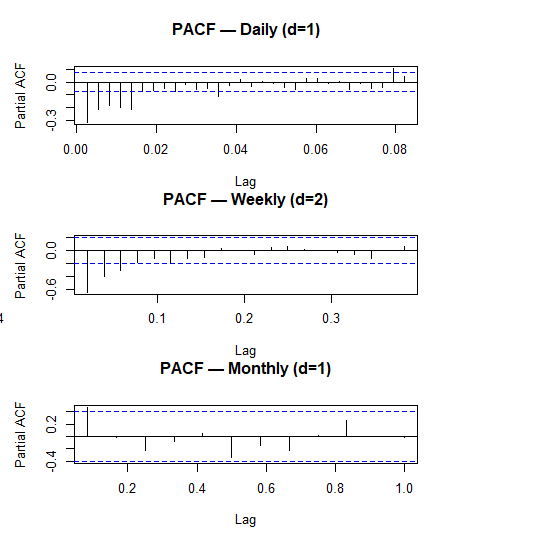 PACF — Daily (d=1)
Partial ACF
0.0
-0.3
0.00 0.02 0.04 0.06 0.08
Lag
PACF — Weekly (d=2)
Partial ACF
0.0
-0.6
4
0.1 0.2 0.3
Lag
PACF — Monthly (d=1)
Partial ACF
0.2
-0.4
0.2 0.4 0.6 0.8 1.0
Lag